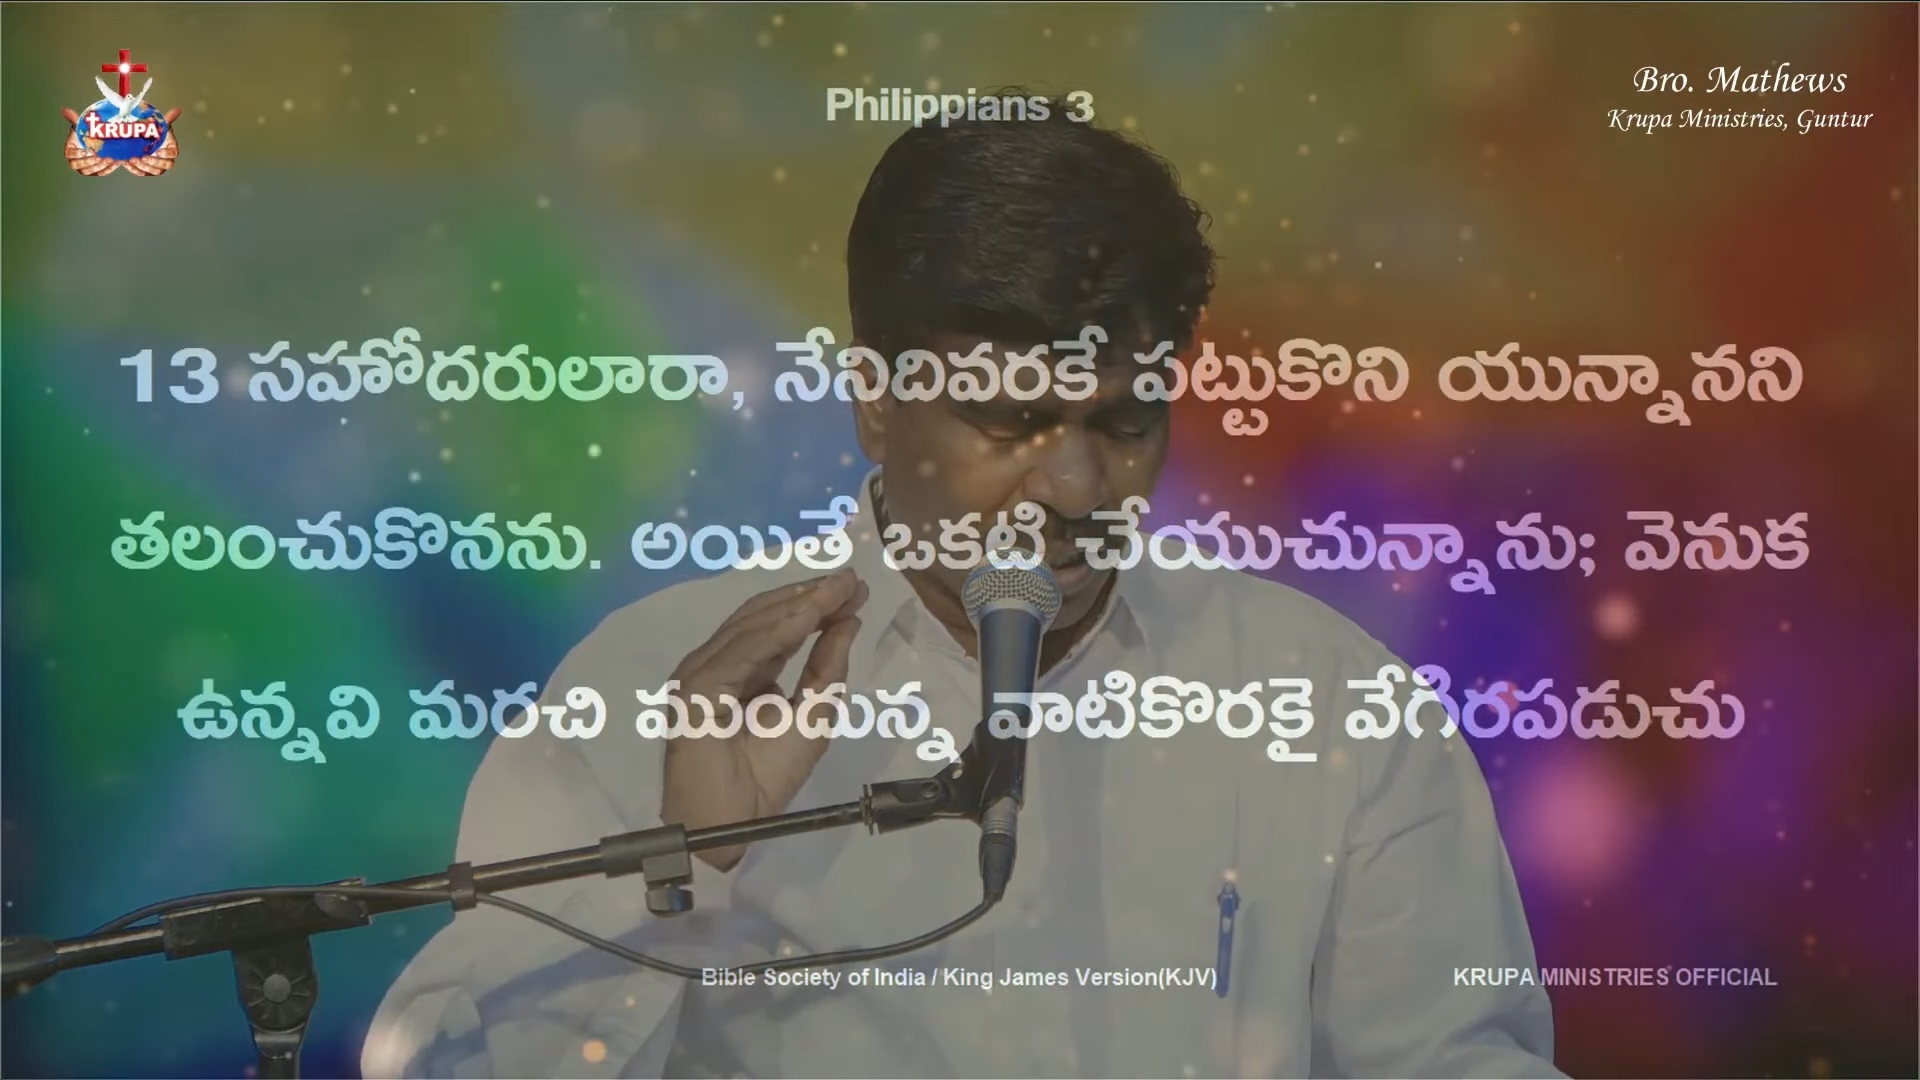 KRUPA
Philippians 3
Bro. Mathews
Krupa Ministries, Guntur
13 సహోదరులారా, నేనిదివరకే పట్టుకొని యున్నానని
తలంచుకొనను. అయితే ఒకటి చేయుచున్నాను; వెనుక
ఉన్నవి మరచి ముందున్న వాటికొరకై వేగిరపడుచు
Bible Society of India / King James Version(KJV)
KRUPA MINISTRIES OFFICIAL